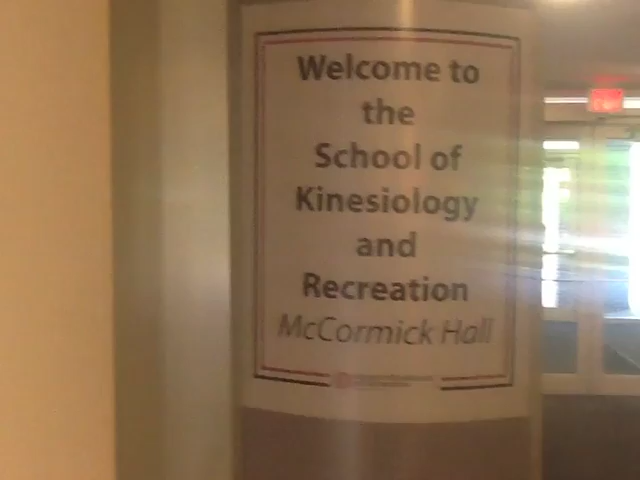 Welcome to
the
School of
Kinesiology
and
Recreation
McCormick Hall